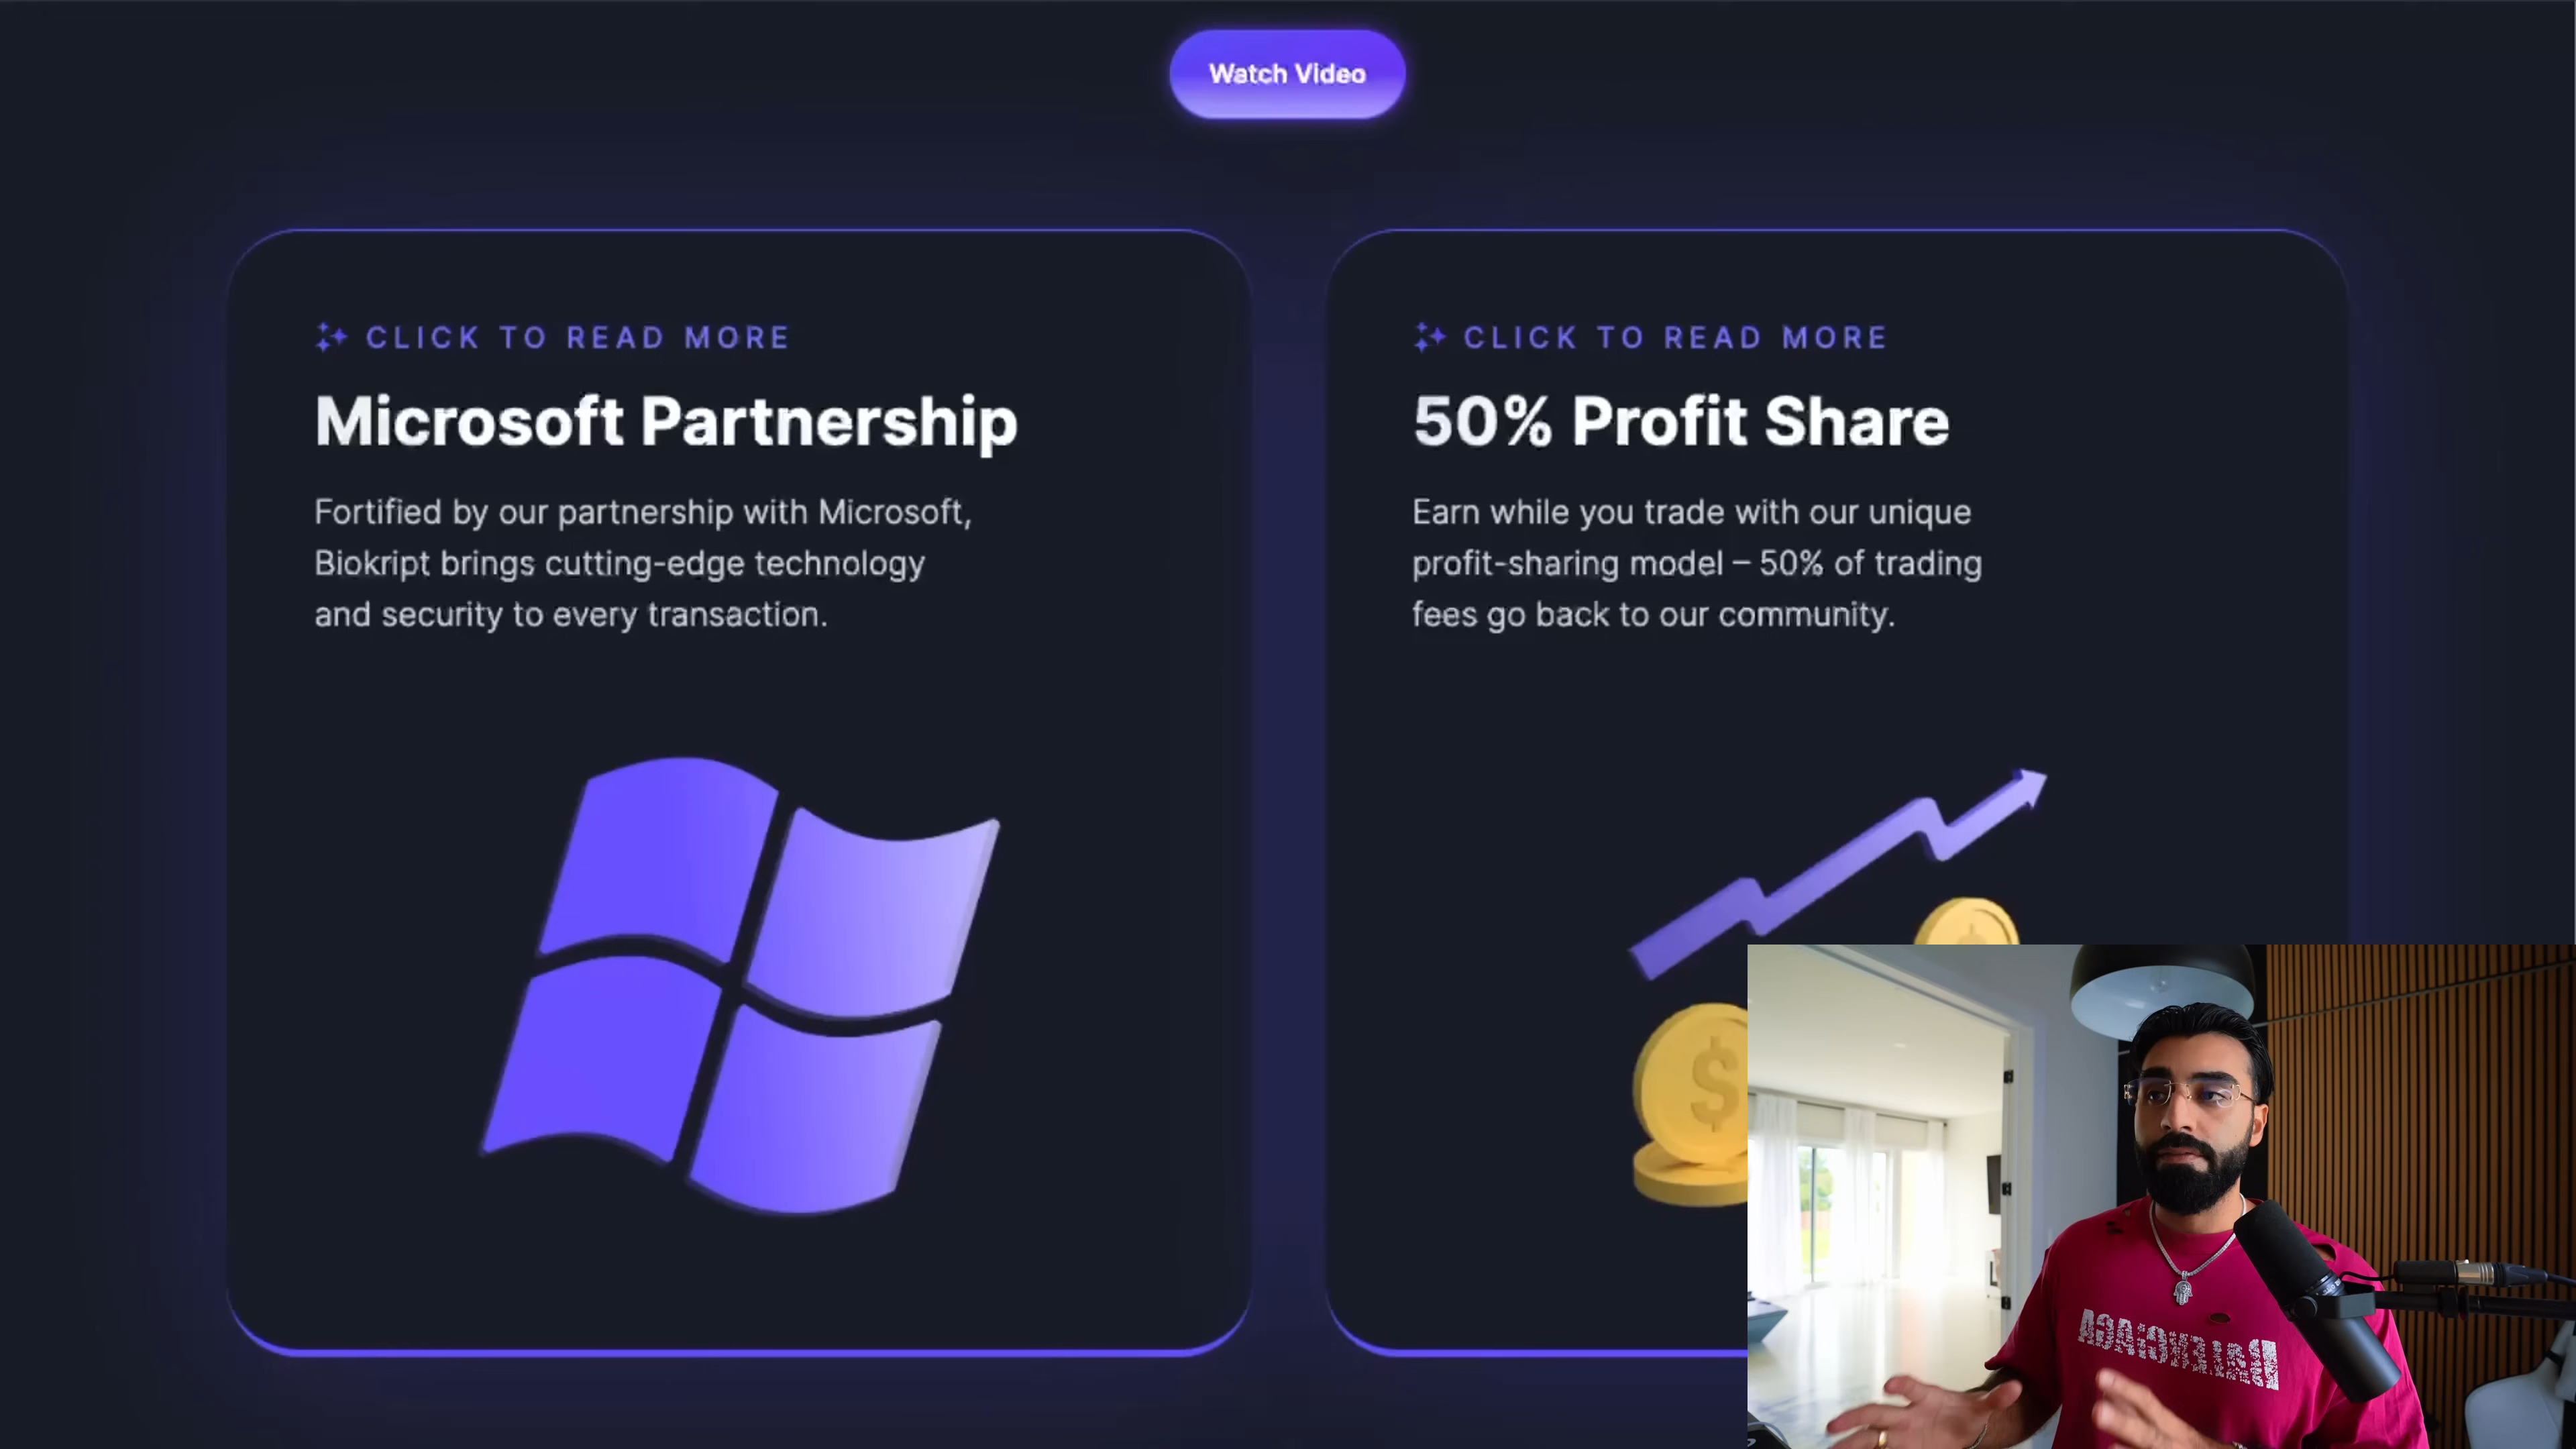 Watch Video
CLICK TO READ MORE
Microsoft Partnership
Fortified by our partnership with Microsoft,
Biokript brings cutting-edge technology
and security to every transaction.
CLICK TO READ MORE
50% Profit Share
Earn while you trade with our unique
profit-sharing model – 50% of trading
fees go back to our community.
$
BALENCIAGA